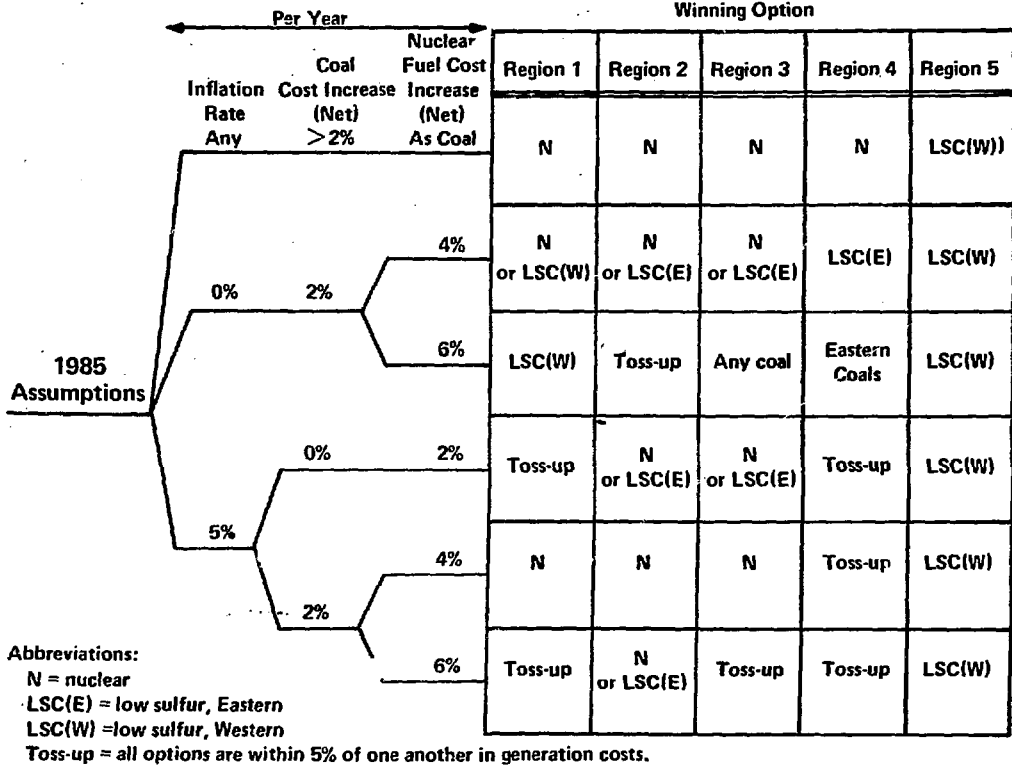 Per Year
Winning Option
Inflation Rate Any
Coal Cost Increase (Net) >2%
Nuclear Fuel Cost Increase (Net) As Coal
Region 1 Region 2 Region 3 Region 4 Region 5
N N N N LSC(W))
4% N or LSC(W) N or LSC(E) N or LSC(E) LSC(E) LSC(W)
0% 2%
6% LSC(W) Toss-up Any coal Eastern Coals LSC(W)
1985
Assumptions
0% 2% Toss-up N or LSC(E) N or LSC(E) Toss-up LSC(W)
5%
4% N N N Toss-up LSC(W)
2%
6% Toss-up N or LSC(E) Toss-up Toss-up LSC(W)
Abbreviations:
N = nuclear
LSC(E) = low sulfur, Eastern
LSC(W) =low sulfur, Western
Toss-up = all options are within 5% of one another in generation costs.